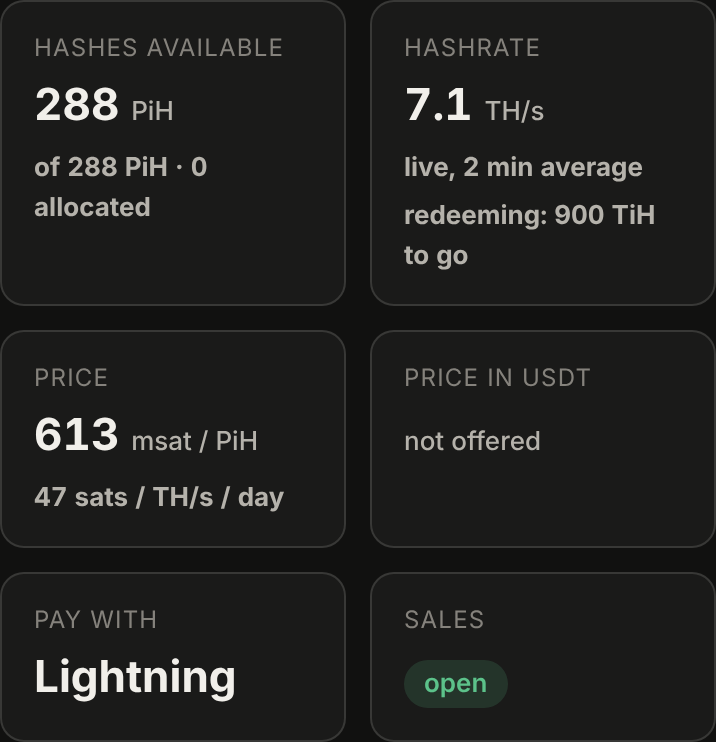 HASHES AVAILABLE
288 PiH
of 288 PiH · 0
allocated
HASHRATE
7.1 TH/s
live, 2 min average
redeeming: 900 TiH
to go
PRICE
613 msat / PiH
47 sats / TH/s / day
PRICE IN USDT
not offered
PAY WITH
Lightning
SALES
open